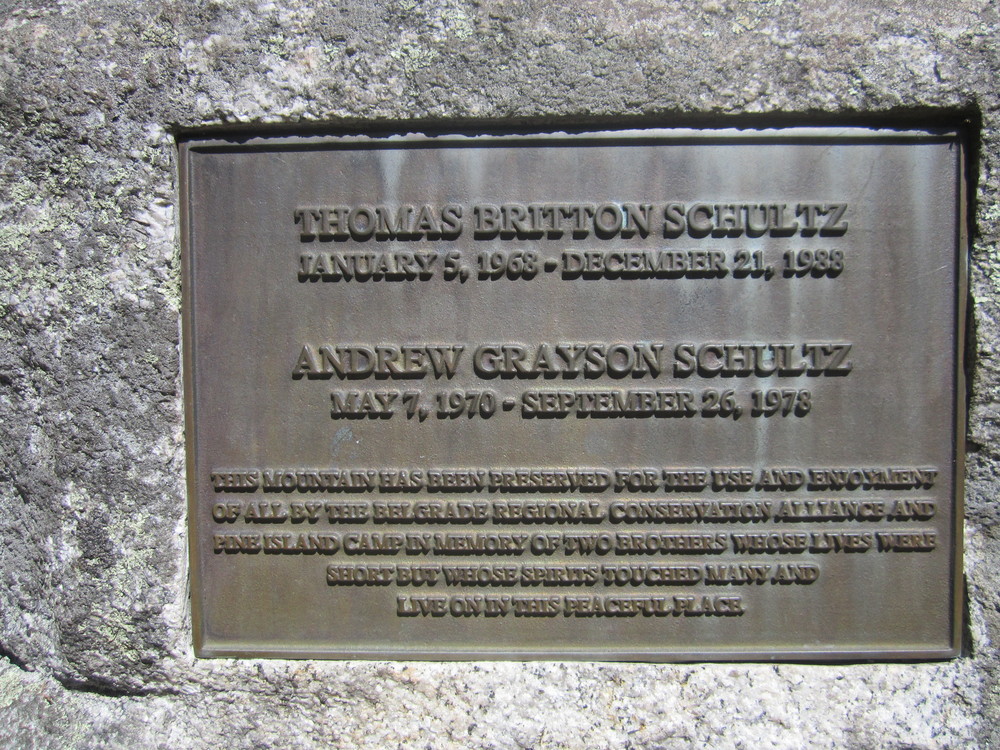 THOMAS BRITTON SCHULTZ
JANUARY 5, 1968 - DECEMBER 21, 1988
ANDREW GRAYSON SCHULTZ
MAY 7, 1970 - SEPTEMBER 26, 1978
THIS MOUNTAIN HAS BEEN PRESERVED FOR THE USE AND ENJOYMENT
OF ALL BY THE BELGRADE REGIONAL CONSERVATION ALLIANCE AND
PINE ISLAND CAMP IN MEMORY OF TWO BROTHERS WHOSE LIVES WERE
SHORT BUT WHOSE SPIRITS TOUCHED MANY AND
LIVE ON IN THIS PEACEFUL PLACE.